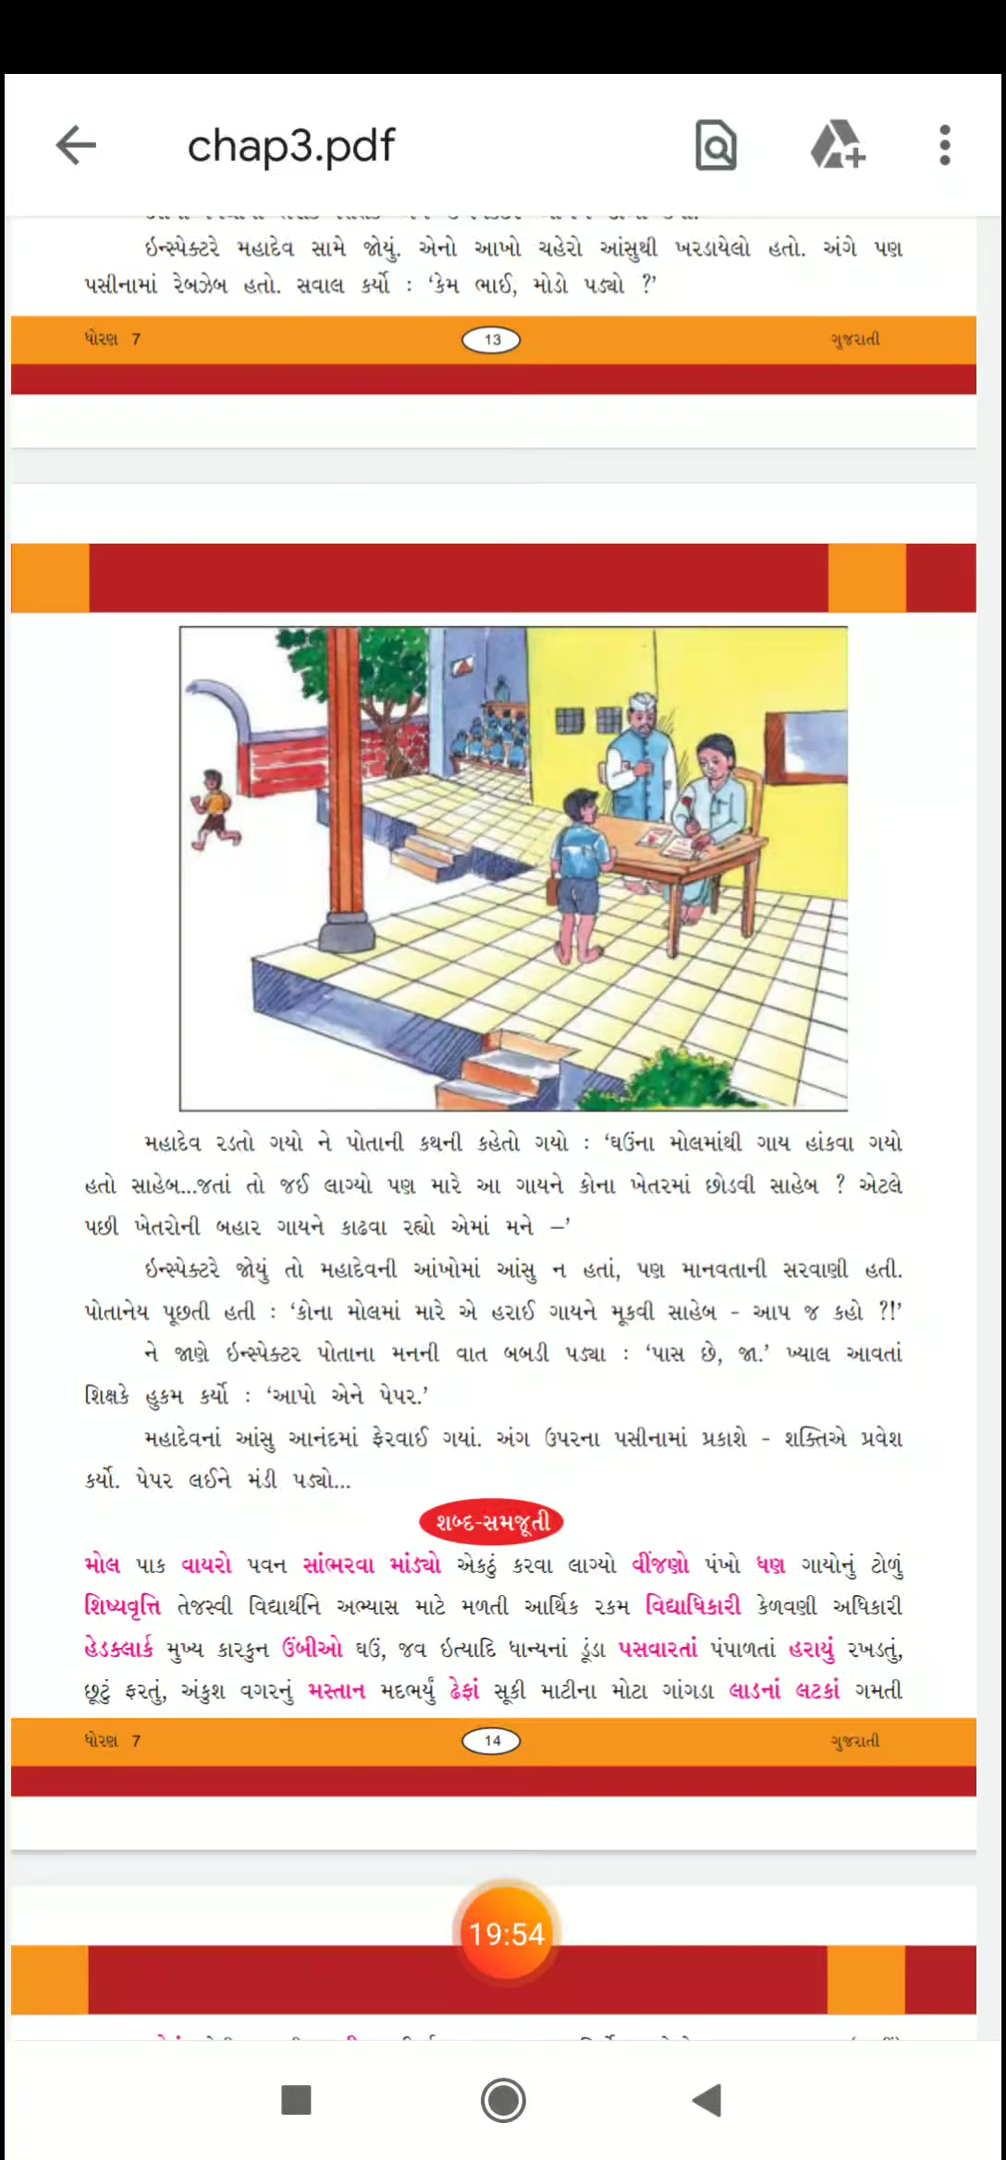 chap3.pdf
ઇન્સ્પેક્ટરે મહાદેવ સામે જોયું. એનો આખો ચહેરો આંસુથી ખરડાયેલો હતો. અંગે પણ
પસીનામાં રેબઝેબ હતો. સવાલ કર્યો : ‘કેમ ભાઈ, મોડો પડ્યો ?’
ધોરણ 7 13 ગુજરાતી
મહાદેવ રડતો ગયો ને પોતાની કથની કહેતો ગયો : ‘ઘઉંના મોલમાંથી ગાય હાંકવા ગયો
હતો સાહેબ...જતાં તો જઈ લાગ્યો પણ મારે આ ગાયને કોના ખેતરમાં છોડવી સાહેબ ? એટલે
પછી ખેતરોની બહાર ગાયને કાઢવા રહ્યો એમાં મને –’
ઇન્સ્પેક્ટરે જોયું તો મહાદેવની આંખોમાં આંસુ ન હતાં, પણ માનવતાની સરવાણી હતી.
પોતાનેય પૂછતી હતી : ‘કોના મોલમાં મારે એ હરાઈ ગાયને મૂકવી સાહેબ - આપ જ કહો ?!’
ને જાણે ઇન્સ્પેક્ટર પોતાના મનની વાત બબડી પડ્યા : ‘પાસ છે, જા.’ ખ્યાલ આવતાં
શિક્ષકે હુકમ કર્યો : ‘આપો એને પેપર.’
મહાદેવનાં આંસુ આનંદમાં ફેરવાઈ ગયાં. અંગ ઉપરના પસીનામાં પ્રકાશે - શક્તિએ પ્રવેશ
કર્યો. પેપર લઈને મંડી પડ્યો...
શબ્દ-સમજૂતી
મોલ પાક વાયરો પવન સાંભરવા માંડ્યો એકઠું કરવા લાગ્યો વીંજણો પંખો ધણ ગાયોનું ટોળું
શિષ્યવૃત્તિ તેજસ્વી વિદ્યાર્થીને અભ્યાસ માટે મળતી આર્થિક રકમ વિદ્યાધિકારી કેળવણી અધિકારી
હેડક્લાર્ક મુખ્ય કારકુન ઉંબીઓ ઘઉં, જવ ઇત્યાદિ ધાન્યનાં ડૂંડા પસવારતાં પંપાળતાં હરાયું રખડતું,
છૂટું ફરતું, અંકુશ વગરનું મસ્તાન મદભર્યું ઢેફાં સૂકી માટીના મોટા ગાંગડા લાડનાં લટકાં ગમતી
ધોરણ 7 14 ગુજરાતી
19:54